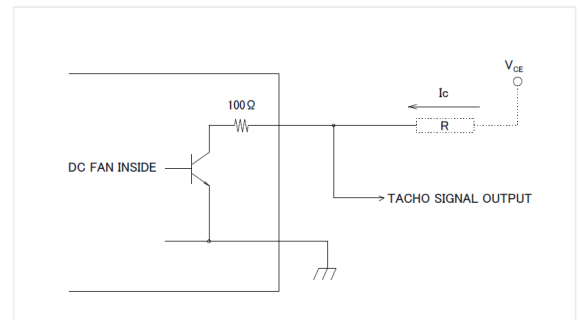 V_CE
Ic
100Ω
R
DC FAN INSIDE
TACHO SIGNAL OUTPUT